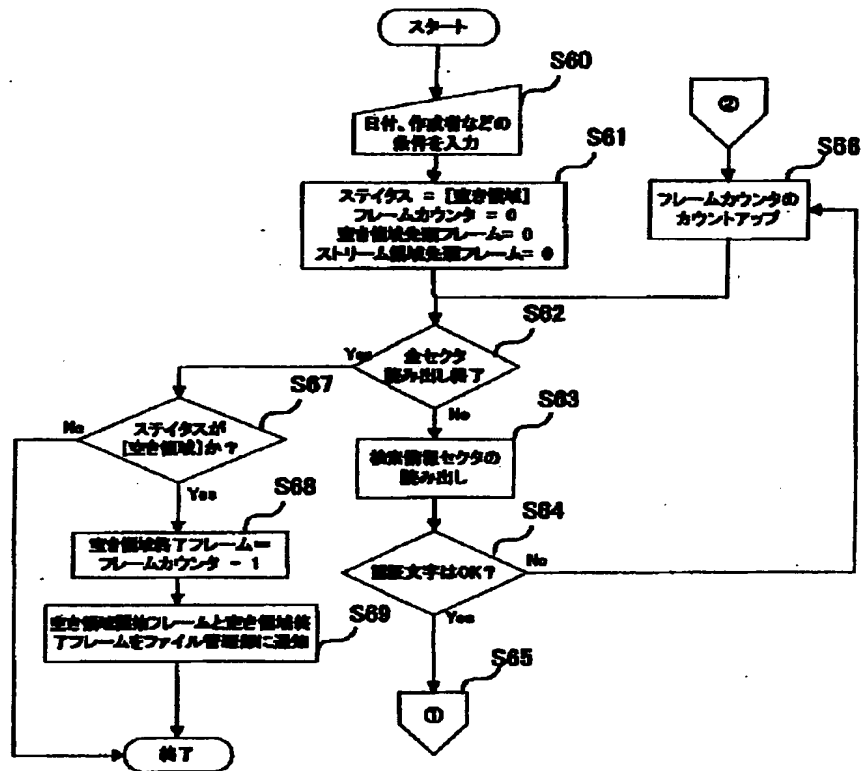 スタート
S60
日付、作成者などの
条件を入力
②
S61
S66
ステイタス = [空き領域]
フレームカウンタ = 0
空き領域先頭フレーム= 0
ストリーム領域先頭フレーム= 0
フレームカウンタの
カウントアップ
S62
Yes
全セクタ
読み出し終了
S67
No
No
S63
ステイタスが
[空き領域]か?
検索情報セクタの
読み出し
Yes
S68
S64
空き領域終了フレーム=
フレームカウンタ - 1
認証文字はOK?
No
Yes
空き領域開始フレームと空き領域終
了フレームをファイル管理部に通知
S69
S65
①
終了